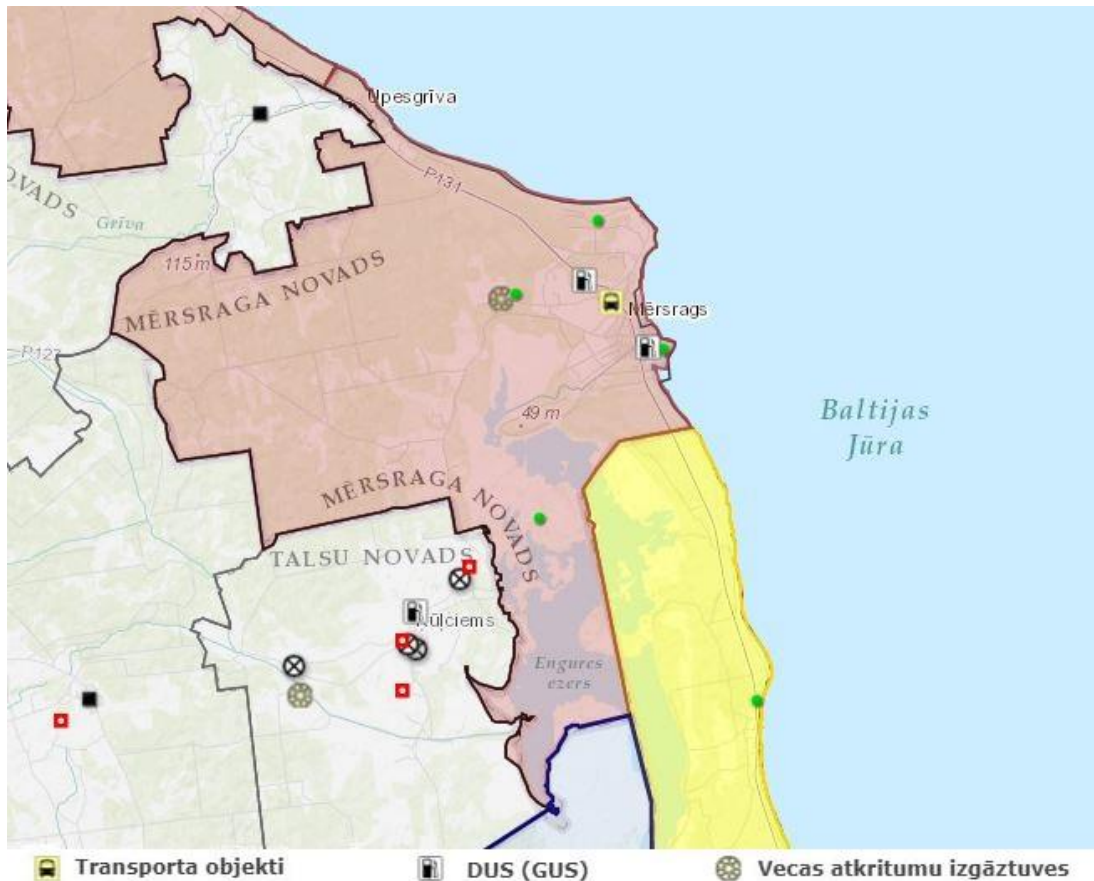 Upesgrīva
NOVADS
Grīva
P131
115 m
MĒRSRAGA NOVADS
Mērsrags
P127
49 m
Baltijas
Jūra
MĒRSRAGA NOVADS
TALSU NOVADS
Engures
ezers
Transporta objekti
DUS (GUS)
Vecas atkritumu izgāztuves